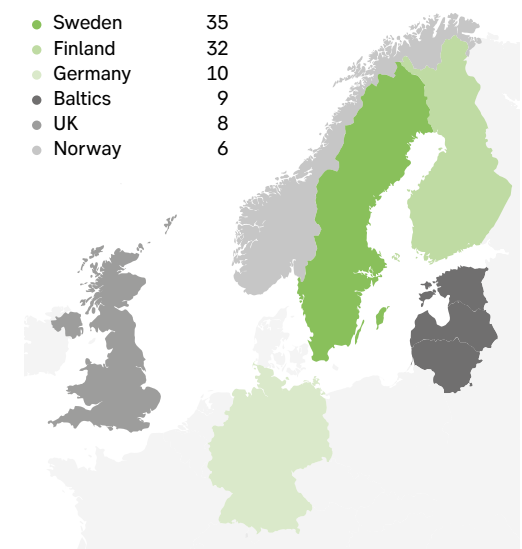 Sweden 35
Finland 32
Germany 10
Baltics 9
UK 8
Norway 6